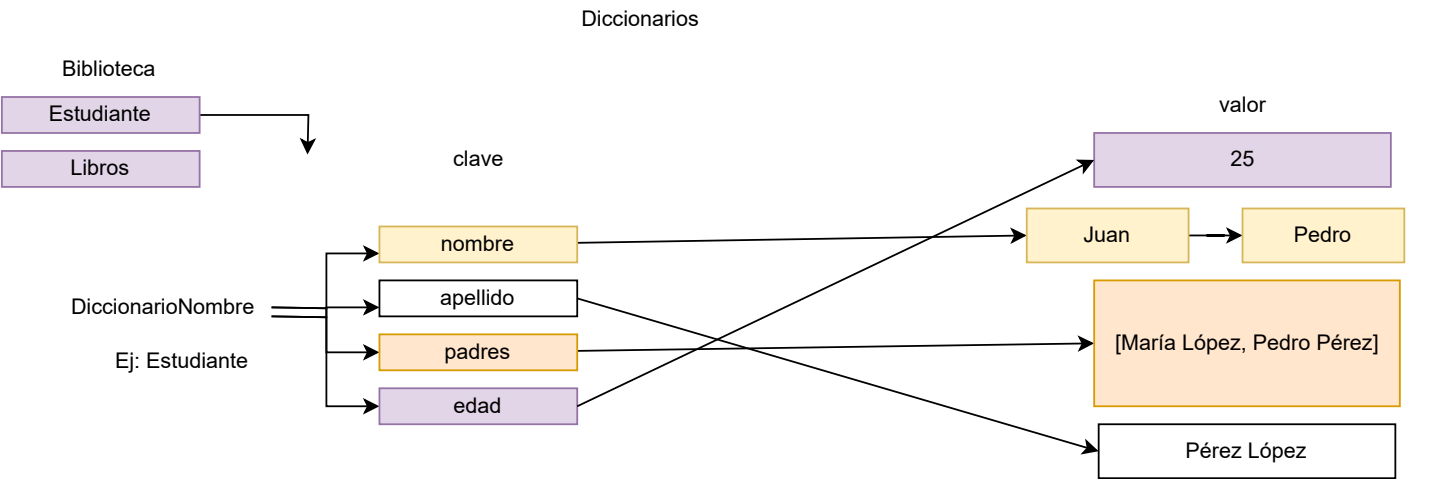 Diccionarios
Biblioteca
Estudiante
Libros
clave
valor
25
nombre
Juan
Pedro
apellido
DiccionarioNombre
padres
[María López, Pedro Pérez]
Ej: Estudiante
edad
Pérez López